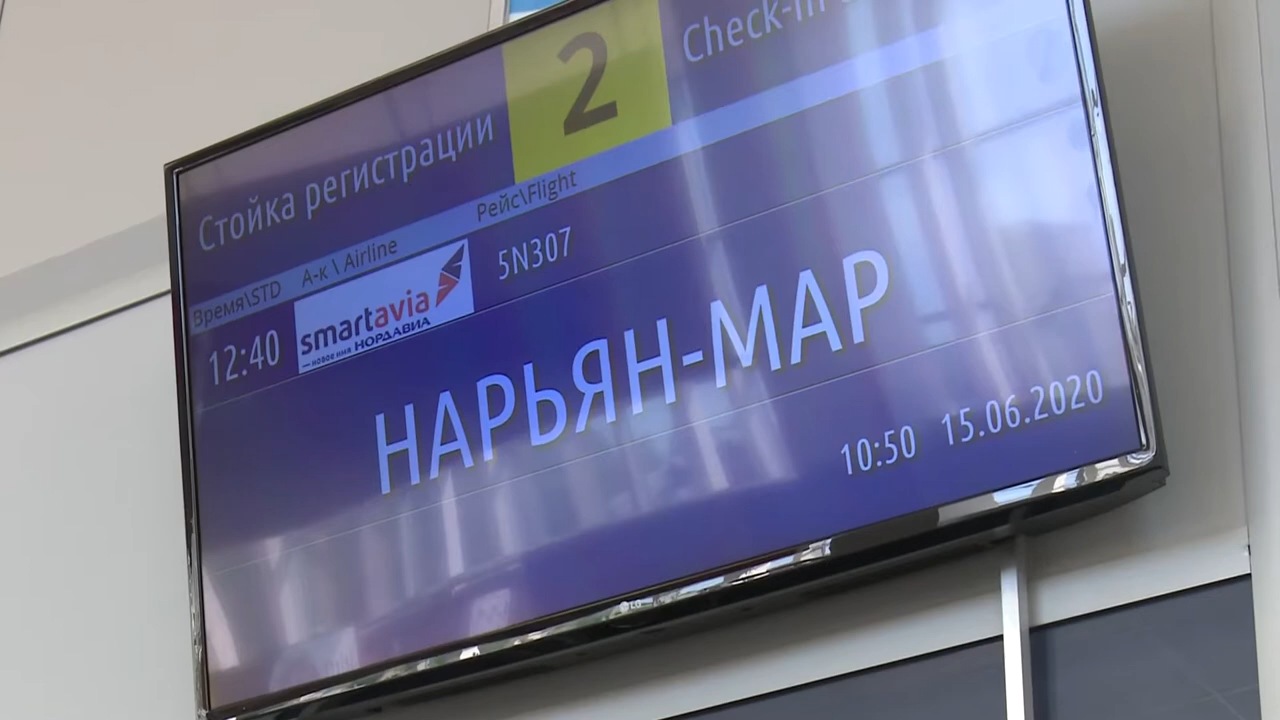 Стойка регистрации 2 Check-in
Время\STD А-к \ Airline Рейс\Flight
12:40 smartavia 5N307
— новое имя НОРДАВИА
НАРЬЯН-МАР
10:50 15.06.2020
LG